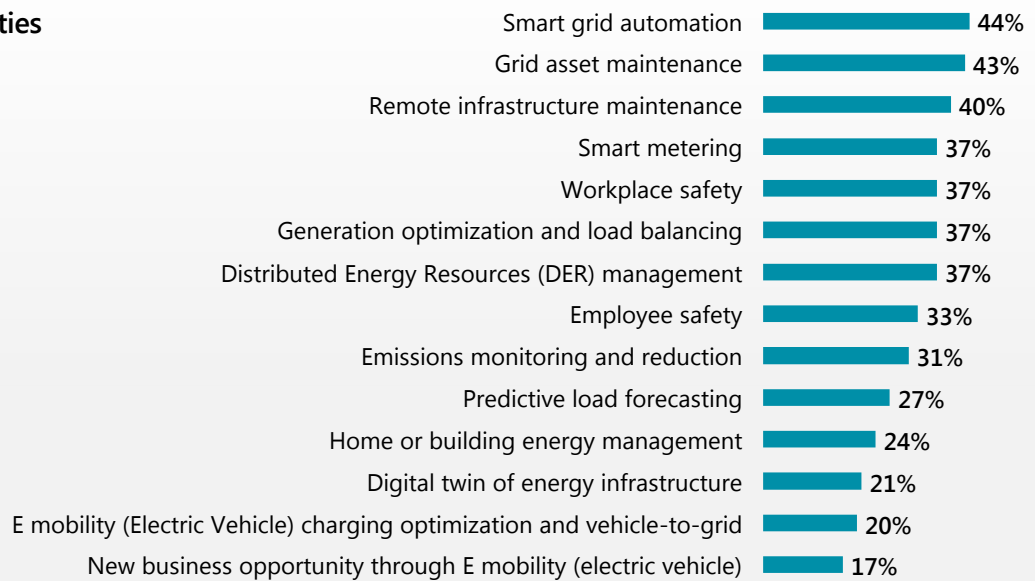 Smart grid automation 44%
Grid asset maintenance 43%
Remote infrastructure maintenance 40%
Smart metering 37%
Workplace safety 37%
Generation optimization and load balancing 37%
Distributed Energy Resources (DER) management 37%
Employee safety 33%
Emissions monitoring and reduction 31%
Predictive load forecasting 27%
Home or building energy management 24%
Digital twin of energy infrastructure 21%
E mobility (Electric Vehicle) charging optimization and vehicle-to-grid 20%
New business opportunity through E mobility (electric vehicle) 17%